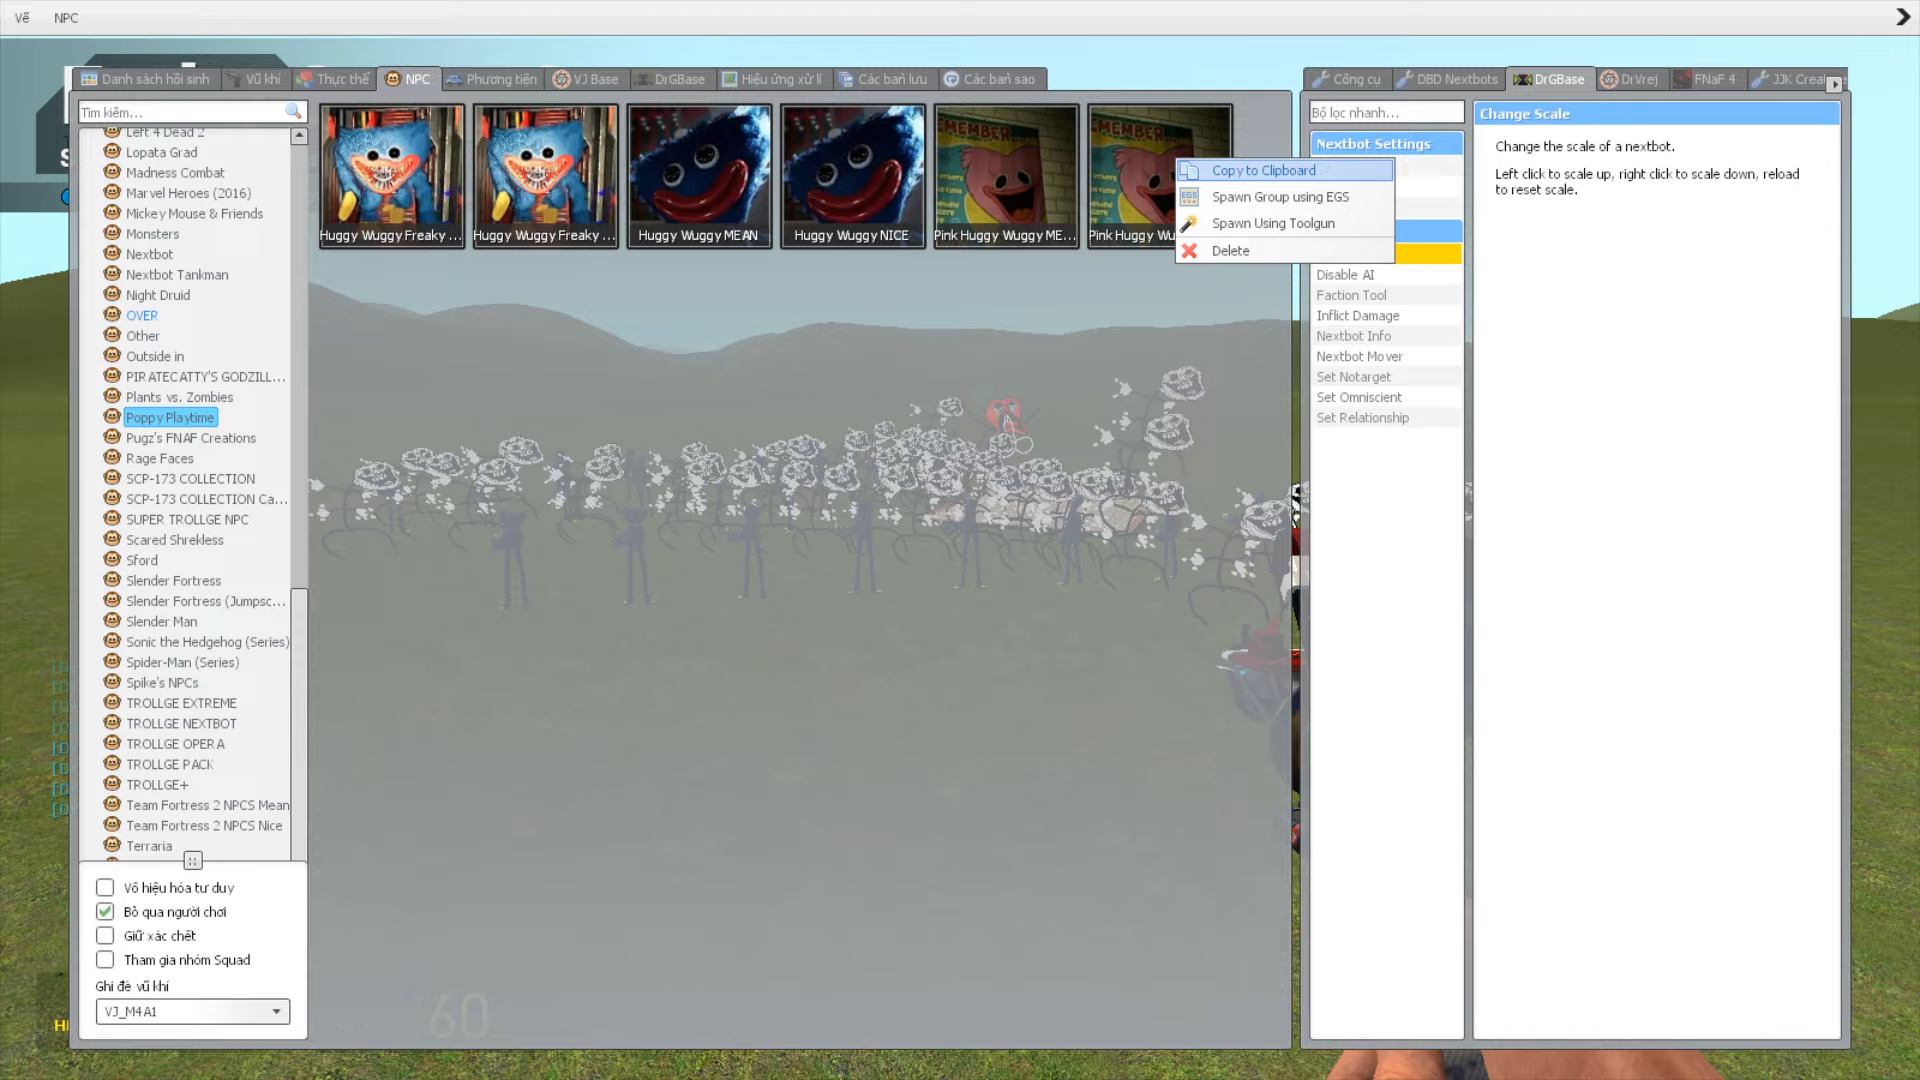 Vẽ
NPC
Danh sách hồi sinh
Vũ khí
Thực thể
NPC
Phương tiện
VJ Base
DrGBase
Hiệu ứng xử lí
Các bản lưu
Các bản sao
Tìm kiếm...
Left 4 Dead 2
Lopata Grad
Madness Combat
Marvel Heroes (2016)
Mickey Mouse & Friends
Monsters
Nextbot
Nextbot Tankman
Night Druid
OVER
Other
Outside in
PIRATECATTY'S GODZILL...
Plants vs. Zombies
Poppy Playtime
Pugz's FNAF Creations
Rage Faces
SCP-173 COLLECTION
SCP-173 COLLECTION Ca...
SUPER TROLLGE NPC
Scared Shrekless
Sford
Slender Fortress
Slender Fortress (Jumpsc...
Slender Man
Sonic the Hedgehog (Series)
Spider-Man (Series)
Spike's NPCs
TROLLGE EXTREME
TROLLGE NEXTBOT
TROLLGE OPERA
TROLLGE PACK
TROLLGE+
Team Fortress 2 NPCS Mean
Team Fortress 2 NPCS Nice
Terraria
Vô hiệu hóa tư duy
Bỏ qua người chơi
Giữ xác chết
Tham gia nhóm Squad
Ghi đè vũ khí
VJ_M4A1
Huggy Wuggy Freaky ...
Huggy Wuggy Freaky ...
Huggy Wuggy MEAN
Huggy Wuggy NICE
Pink Huggy Wuggy ME...
Pink Huggy Wu
Copy to Clipboard
Spawn Group using EGS
Spawn Using Toolgun
Delete
60
Công cụ
DBD Nextbots
DrGBase
DrVrej
FNaF 4
JJK Crea
Bộ lọc nhanh...
Nextbot Settings
Disable AI
Faction Tool
Inflict Damage
Nextbot Info
Nextbot Mover
Set Notarget
Set Omniscient
Set Relationship
Change Scale
Change the scale of a nextbot.
Left click to scale up, right click to scale down, reload
to reset scale.